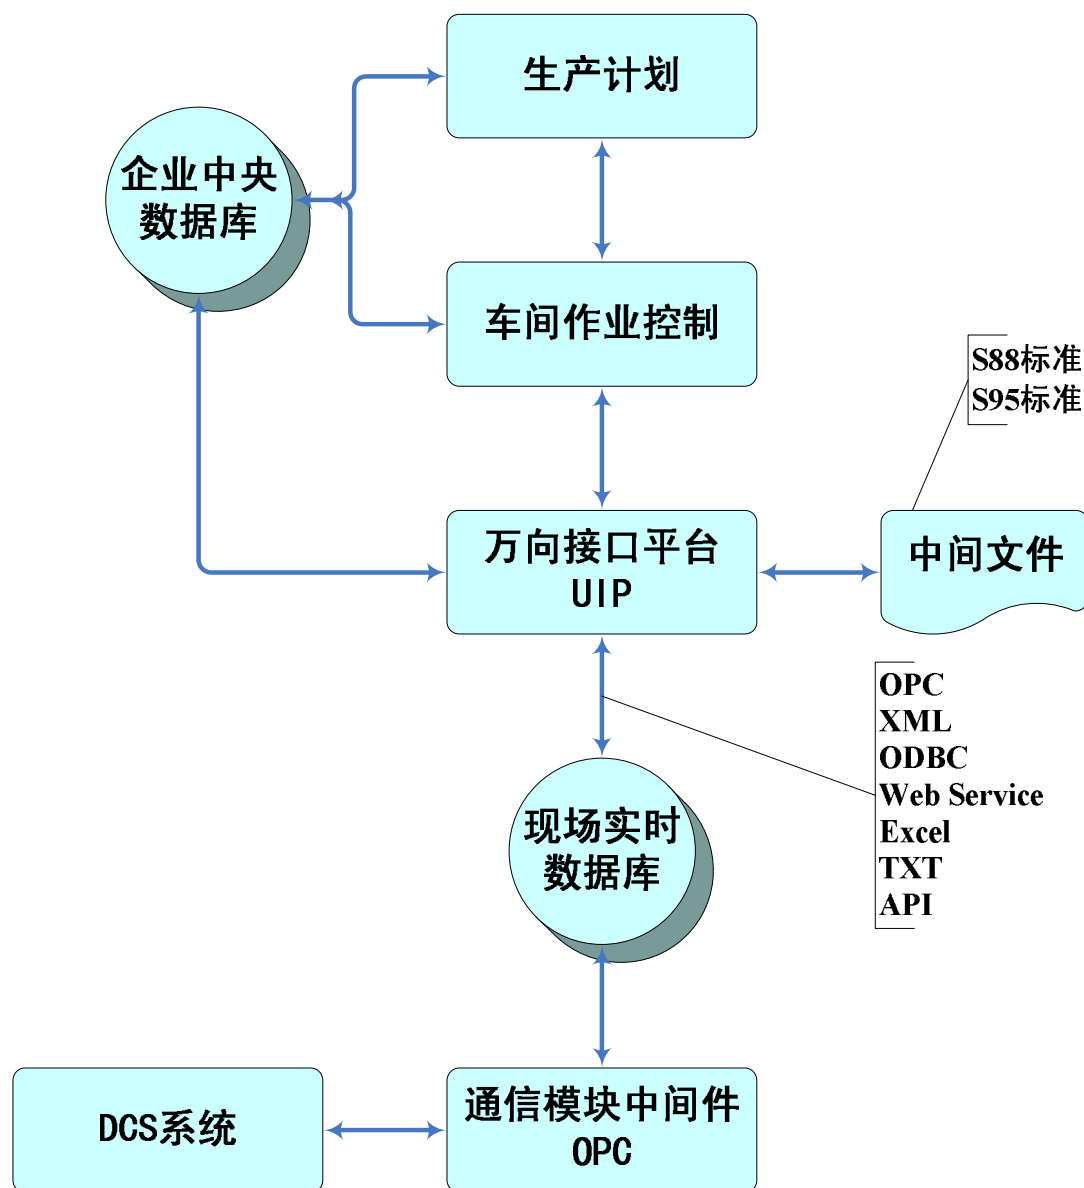 生产计划
企业中央
数据库
车间作业控制
S88标准
S95标准
万向接口平台
UIP
中间文件
OPC
XML
ODBC
Web Service
Excel
TXT
API
现场实时
数据库
DCS系统
通信模块中间件
OPC